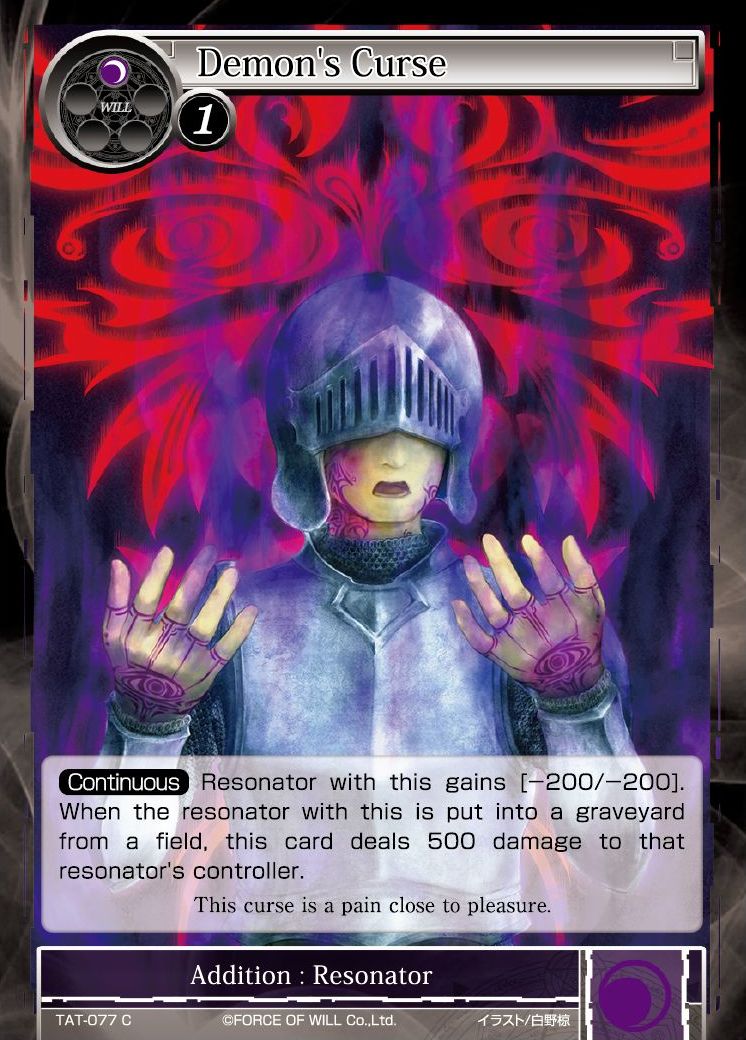 Demon's Curse
WILL
1
Continuous Resonator with this gains [−200/−200].
When the resonator with this is put into a graveyard
from a field, this card deals 500 damage to that
resonator's controller.
This curse is a pain close to pleasure.
Addition : Resonator
TAT-077 C ©FORCE OF WILL Co.,Ltd. イラスト/白野椋